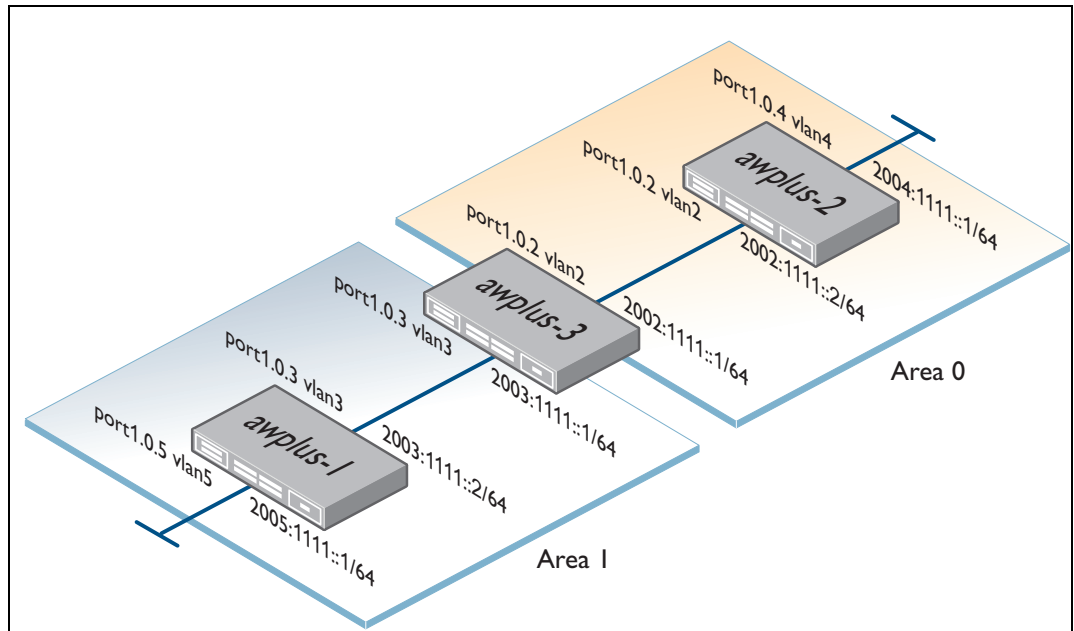 port1.0.4 vlan4
awplus-2
2004:1111::1/64
port1.0.2 vlan2
2002:1111::2/64
port1.0.2 vlan2
awplus-3
2002:1111::1/64
Area 0
port1.0.3 vlan3
2003:1111::1/64
port1.0.3 vlan3
awplus-1
2003:1111::2/64
port1.0.5 vlan5
2005:1111::1/64
Area 1